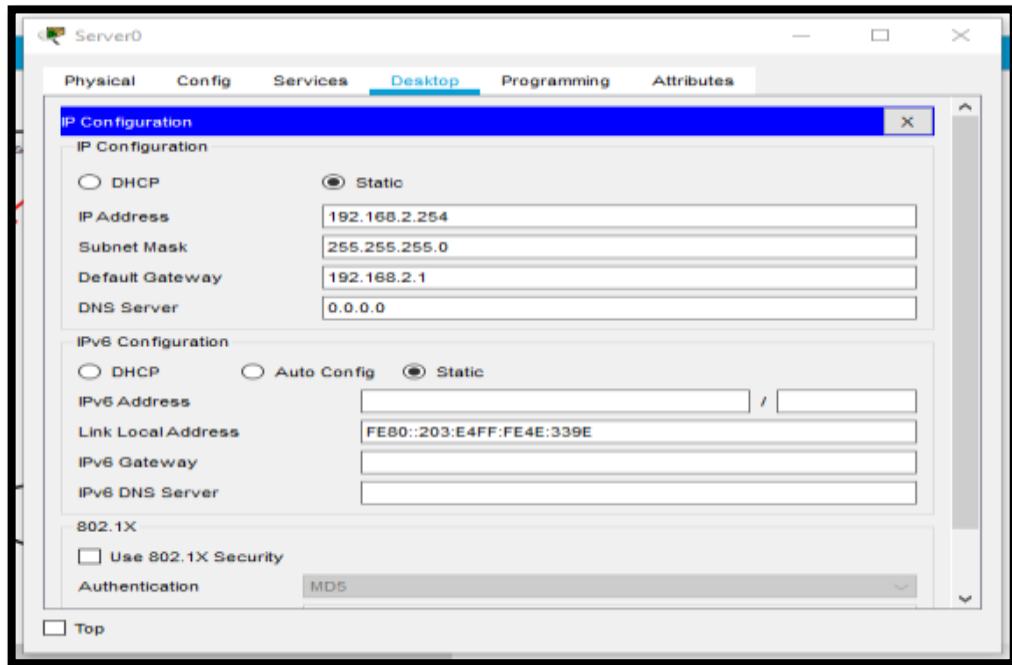 Server0
Physical Config Services Desktop Programming Attributes
IP Configuration
IP Configuration
DHCP Static
IP Address 192.168.2.254
Subnet Mask 255.255.255.0
Default Gateway 192.168.2.1
DNS Server 0.0.0.0
IPv6 Configuration
DHCP Auto Config Static
IPv6 Address /
Link Local Address FE80::203:E4FF:FE4E:339E
IPv6 Gateway
IPv6 DNS Server
802.1X
Use 802.1X Security
Authentication MD5
Top